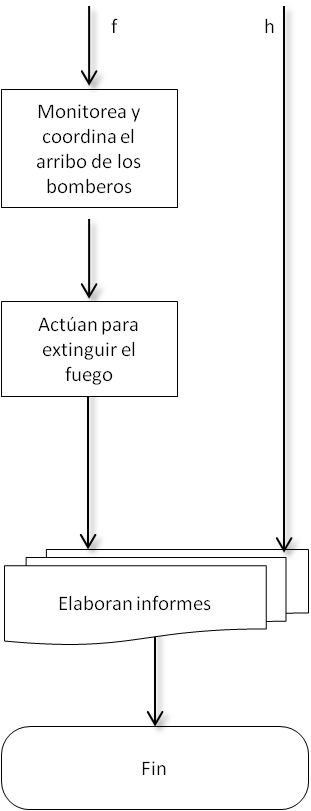 f
h
Monitorea y
coordina el
arribo de los
bomberos
Actúan para
extinguir el
fuego
Elaboran informes
Fin